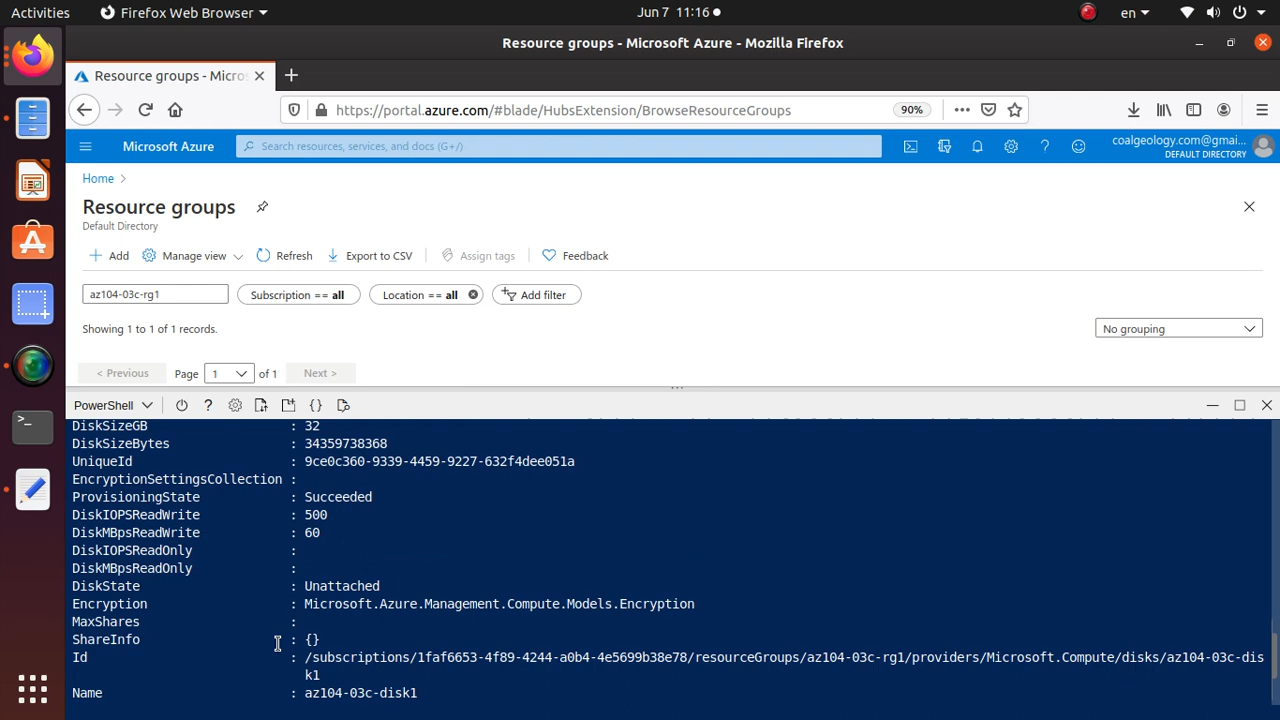 Activities
Firefox Web Browser
Jun 7 11:16
en
Resource groups - Microsoft Azure - Mozilla Firefox
Resource groups - Micros
https://portal.azure.com/#blade/HubsExtension/BrowseResourceGroups
90%
Microsoft Azure
Search resources, services, and docs (G+/)
coalgeology.com@gmai...
DEFAULT DIRECTORY
Home
Resource groups
Default Directory
Add
Manage view
Refresh
Export to CSV
Assign tags
Feedback
az104-03c-rg1
Subscription == all
Location == all
Add filter
Showing 1 to 1 of 1 records.
No grouping
< Previous
Page
1
of 1
Next >
PowerShell
DiskSizeGB : 32
DiskSizeBytes : 34359738368
UniqueId : 9ce0c360-9339-4459-9227-632f4dee051a
EncryptionSettingsCollection :
ProvisioningState : Succeeded
DiskIOPSReadWrite : 500
DiskMBpsReadWrite : 60
DiskIOPSReadOnly :
DiskMBpsReadOnly :
DiskState : Unattached
Encryption : Microsoft.Azure.Management.Compute.Models.Encryption
MaxShares :
ShareInfo : {}
Id : /subscriptions/1faf6653-4f89-4244-a0b4-4e5699b38e78/resourceGroups/az104-03c-rg1/providers/Microsoft.Compute/disks/az104-03c-dis
k1
Name : az104-03c-disk1